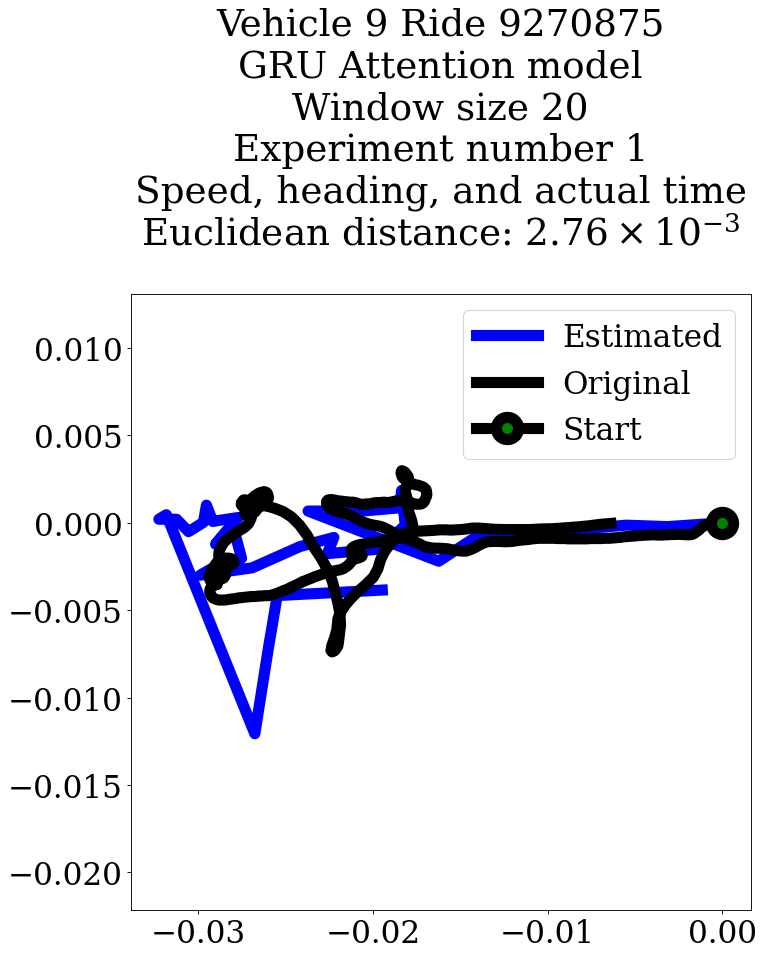 Vehicle 9 Ride 9270875
GRU Attention model
Window size 20
Experiment number 1
Speed, heading, and actual time
Euclidean distance: 2.76 × 10⁻³
Estimated
Original
Start
0.010
0.005
0.000
−0.005
−0.010
−0.015
−0.020
−0.03 −0.02 −0.01 0.00